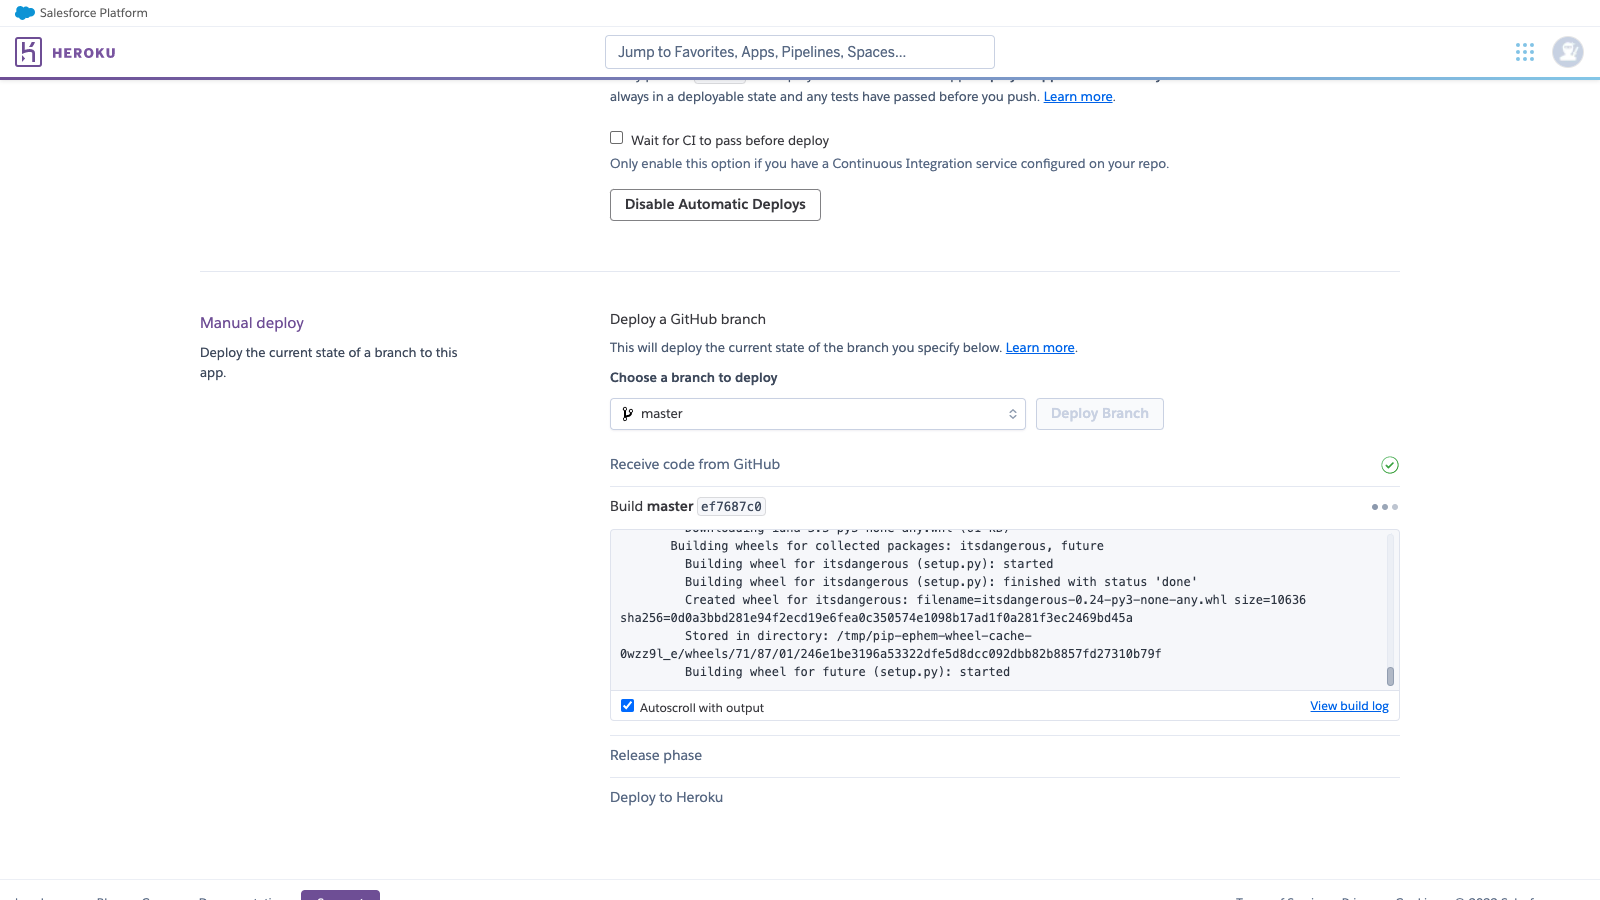 Salesforce Platform
HEROKU
Jump to Favorites, Apps, Pipelines, Spaces...
always in a deployable state and any tests have passed before you push. Learn more.
Wait for CI to pass before deploy
Only enable this option if you have a Continuous Integration service configured on your repo.
Disable Automatic Deploys
Manual deploy
Deploy the current state of a branch to this
app.
Deploy a GitHub branch
This will deploy the current state of the branch you specify below. Learn more.
Choose a branch to deploy
master
Deploy Branch
Receive code from GitHub
Build master ef7687c0
Building wheels for collected packages: itsdangerous, future
Building wheel for itsdangerous (setup.py): started
Building wheel for itsdangerous (setup.py): finished with status 'done'
Created wheel for itsdangerous: filename=itsdangerous-0.24-py3-none-any.whl size=10636
sha256=0d0a3bbd281e94f2ecd19e6fea0c350574e1098b17ad1f0a281f3ec2469bd45a
Stored in directory: /tmp/pip-ephem-wheel-cache-
0wzz9l_e/wheels/71/87/01/246e1be3196a53322dfe5d8dcc092dbb82b8857fd27310b79f
Building wheel for future (setup.py): started
Autoscroll with output
View build log
Release phase
Deploy to Heroku